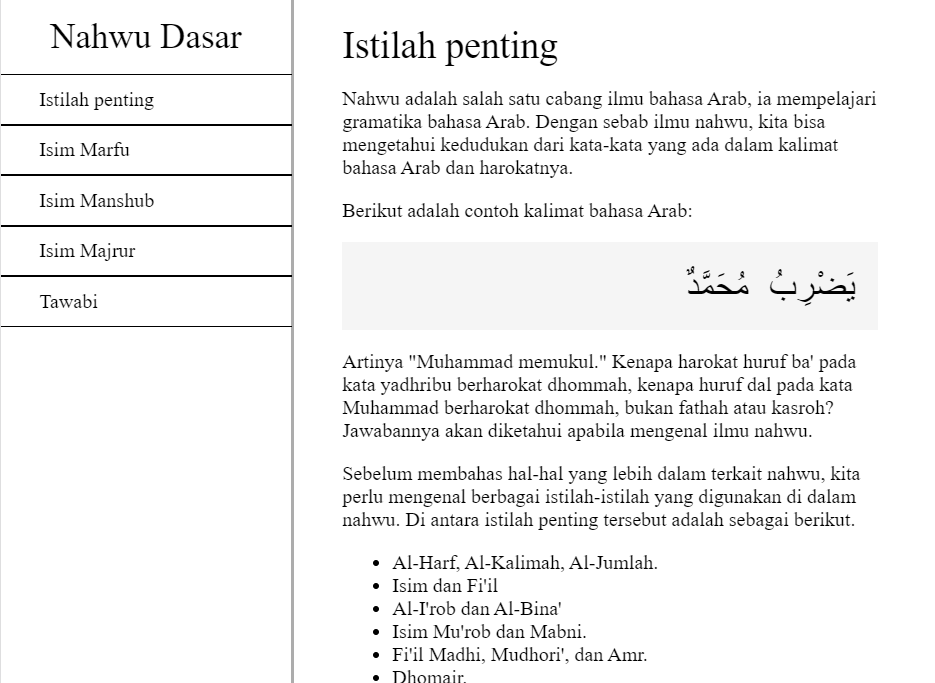 Nahwu Dasar
Istilah penting
Isim Marfu
Isim Manshub
Isim Majrur
Tawabi
Istilah penting
Nahwu adalah salah satu cabang ilmu bahasa Arab, ia mempelajari
gramatika bahasa Arab. Dengan sebab ilmu nahwu, kita bisa
mengetahui kedudukan dari kata-kata yang ada dalam kalimat
bahasa Arab dan harokatnya.
Berikut adalah contoh kalimat bahasa Arab:
يَضْرِبُ مُحَمَّدٌ
Artinya "Muhammad memukul." Kenapa harokat huruf ba' pada
kata yadhribu berharokat dhommah, kenapa huruf dal pada kata
Muhammad berharokat dhommah, bukan fathah atau kasroh?
Jawabannya akan diketahui apabila mengenal ilmu nahwu.
Sebelum membahas hal-hal yang lebih dalam terkait nahwu, kita
perlu mengenal berbagai istilah-istilah yang digunakan di dalam
nahwu. Di antara istilah penting tersebut adalah sebagai berikut.
• Al-Harf, Al-Kalimah, Al-Jumlah.
• Isim dan Fi'il
• Al-I'rob dan Al-Bina'
• Isim Mu'rob dan Mabni.
• Fi'il Madhi, Mudhori', dan Amr.
• Dhomair.